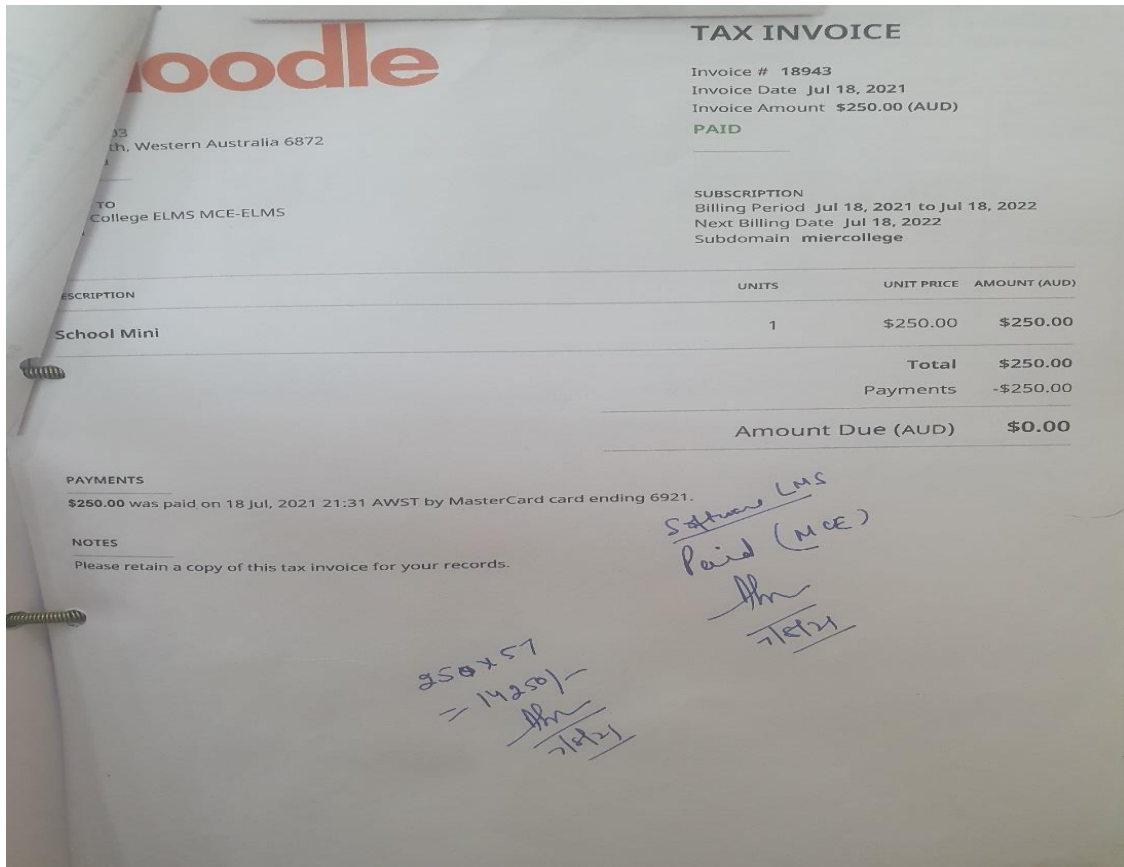 oodle
TAX INVOICE
Invoice # 18943
Invoice Date Jul 18, 2021
Invoice Amount $250.00 (AUD)
PAID
03
th, Western Australia 6872
TO
College ELMS MCE-ELMS
SUBSCRIPTION
Billing Period Jul 18, 2021 to Jul 18, 2022
Next Billing Date Jul 18, 2022
Subdomain miercollege
ESCRIPTION UNITS UNIT PRICE AMOUNT (AUD)
School Mini 1 $250.00 $250.00
Total $250.00
Payments -$250.00
Amount Due (AUD) $0.00
PAYMENTS
$250.00 was paid on 18 Jul, 2021 21:31 AWST by MasterCard card ending 6921.
NOTES
Please retain a copy of this tax invoice for your records.
Software LMS
Paid (MCE)
250 x 57
= 14250/-